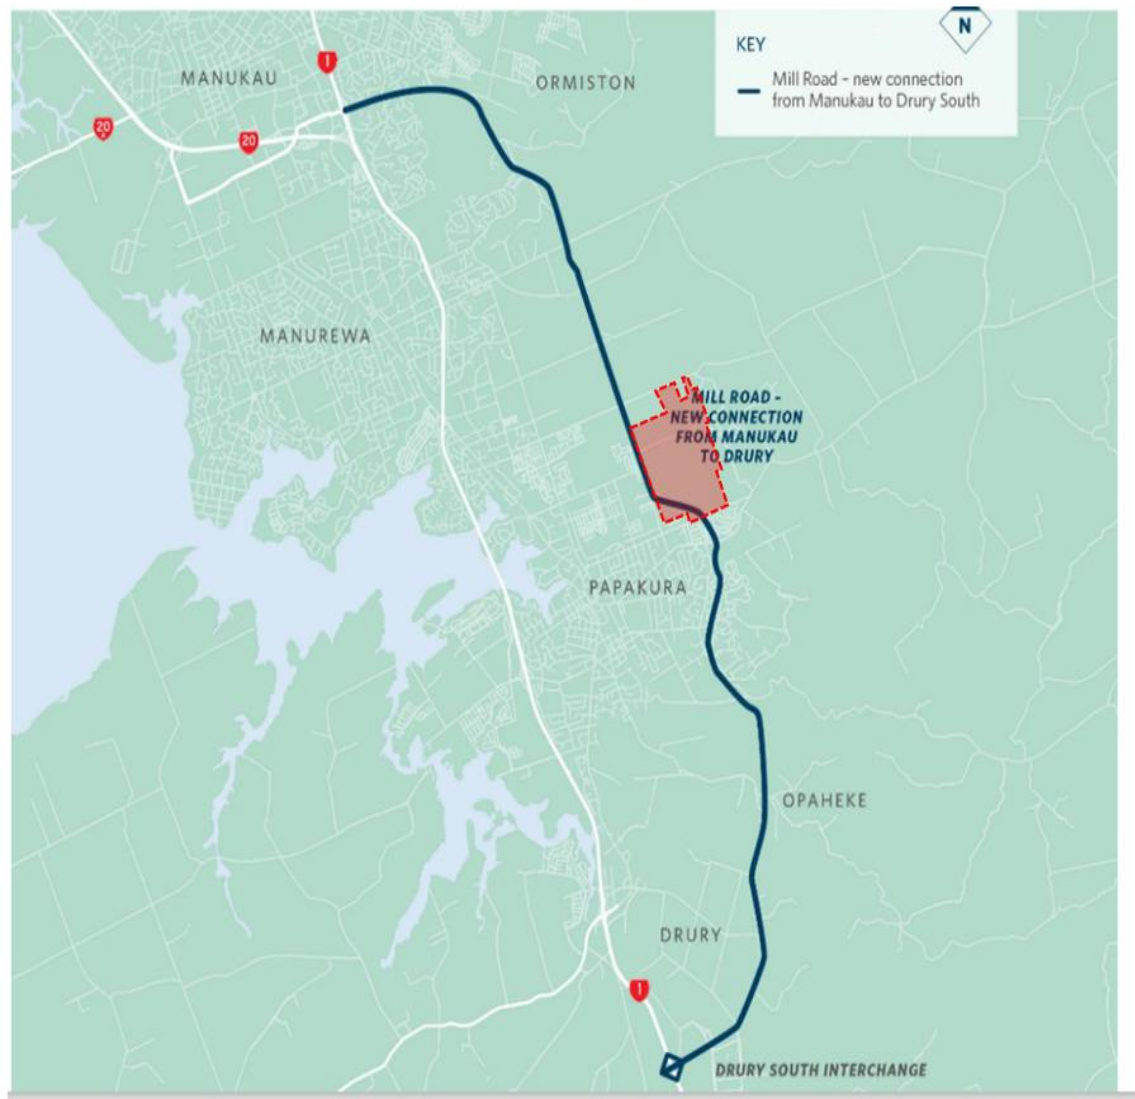 N
KEY
Mill Road – new connection
from Manukau to Drury South
1
MANUKAU
ORMISTON
20
A
20
MANUREWA
MILL ROAD –
NEW CONNECTION
FROM MANUKAU
TO DRURY
PAPAKURA
OPAHEKE
DRURY
1
DRURY SOUTH INTERCHANGE